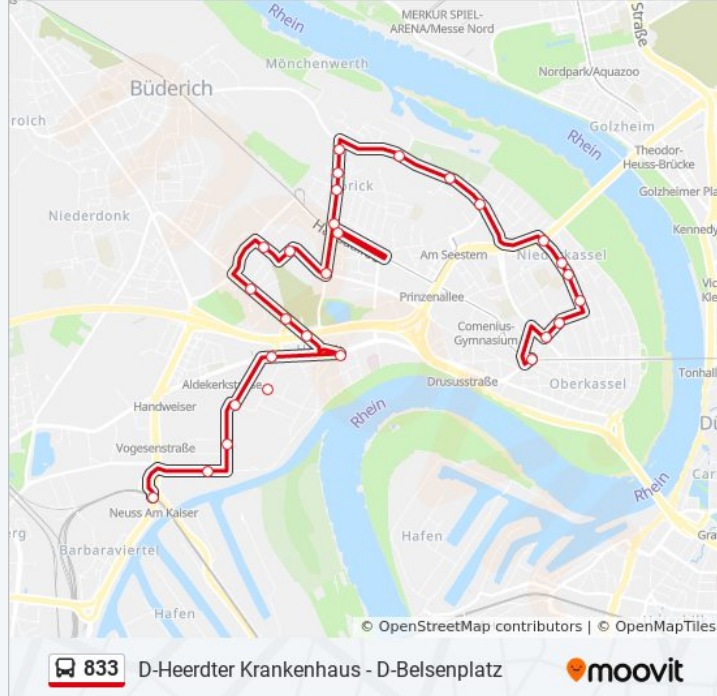 MERKUR SPIEL-
ARENA/Messe Nord
Straße
Rhein
Mönchenwerth
Nordpark/Aquazoo
Büderich
Golzheim
Rhein
Theodor-
Heuss-Brücke
Golzheimer Pla
Niederdonk
Kennedy
Am Seestern
Prinzenallee
Comenius-
Gymnasium
Drususstraße
Oberkassel
Tonhall
Handweiser
Rhein
Vogesenstraße
Rhein
Neuss Am Kaiser
Hafen
Barbaraviertel
Hafen
© OpenStreetMap contributors | © OpenMapTiles
833 D-Heerdter Krankenhaus - D-Belsenplatz
moovit